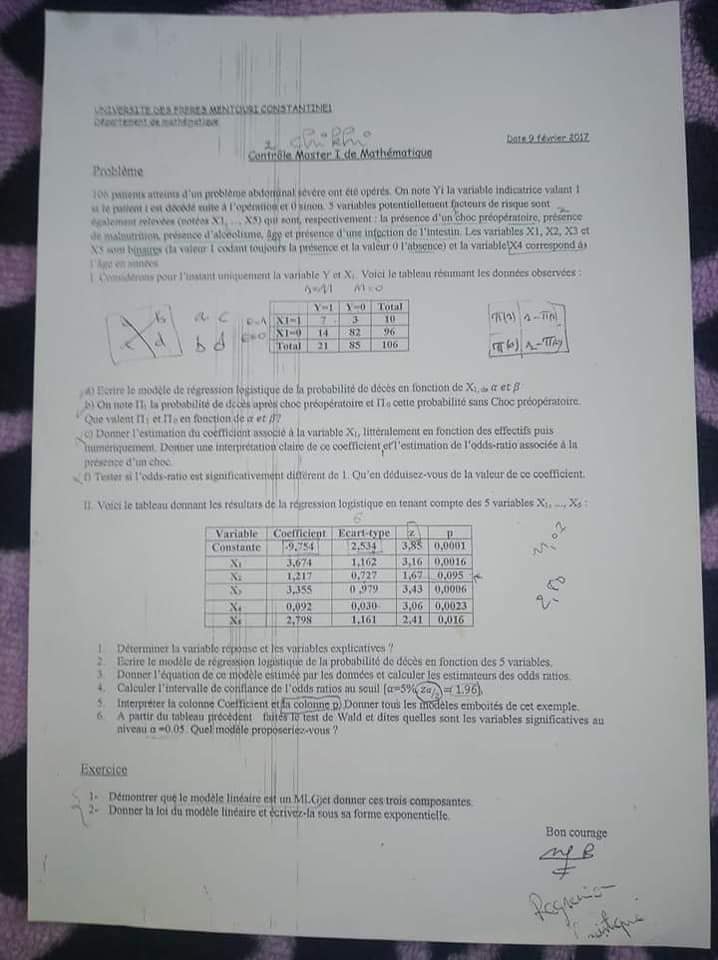 UNIVERSITE DES FRERES MENTOURI CONSTANTINE1
Département de mathématique
Date 9 février 2017
Contrôle Master I de Mathématique
Problème
106 patients atteints d'un problème abdominal sévère ont été opérés. On note Yi la variable indicatrice valant 1
si le patient i est décédé suite à l'opération et 0 sinon. 5 variables potentiellement facteurs de risque sont
également relevées (notées X1, ..., X5) qui sont, respectivement : la présence d'un choc préopératoire, présence
de malnutrition, présence d'alcoolisme, âge et présence d'une infection de l'intestin. Les variables X1, X2, X3 et
X5 sont binaires (la valeur 1 codant toujours la présence et la valeur 0 l'absence) et la variable X4 correspond à
l'âge en années
I. Considérons pour l'instant uniquement la variable Y et X1. Voici le tableau résumant les données observées :
M=0
Y=1 Y=0 Total
X1=1 7 3 10
X1=0 14 82 96
Total 21 85 106
a c
b d
a) Ecrire le modèle de régression logistique de la probabilité de décès en fonction de X1, de α et β
b) On note Π1 la probabilité de décès après choc préopératoire et Π0 cette probabilité sans Choc préopératoire.
Que valent Π1 et Π0 en fonction de α et β?
c) Donner l'estimation du coefficient associé à la variable X1, littéralement en fonction des effectifs puis
numériquement. Donner une interprétation claire de ce coefficient et l'estimation de l'odds-ratio associée à la
présence d'un choc.
f) Tester si l'odds-ratio est significativement différent de 1. Qu'en déduisez-vous de la valeur de ce coefficient.
II. Voici le tableau donnant les résultats de la régression logistique en tenant compte des 5 variables X1, ..., X5 :
Variable Coefficient Ecart-type z p
Constante -9,754 2,534 3,85 0,0001
X1 3,674 1,162 3,16 0,0016
X2 1,217 0,727 1,67 0,095
X3 3,355 0,979 3,43 0,0006
X4 0,092 0,030 3,06 0,0023
X5 2,798 1,161 2,41 0,016
1. Déterminer la variable réponse et les variables explicatives ?
2. Ecrire le modèle de régression logistique de la probabilité de décès en fonction des 5 variables.
3. Donner l'équation de ce modèle estimée par les données et calculer les estimateurs des odds ratios.
4. Calculer l'intervalle de confiance de l'odds ratios au seuil (α=5% zα/2 = 1.96).
5. Interpréter la colonne Coefficient et la colonne p. Donner tous les modèles emboités de cet exemple.
6. A partir du tableau précédent faites le test de Wald et dites quelles sont les variables significatives au
niveau α =0.05. Quel modèle proposeriez-vous ?
Exercice
1- Démontrer que le modèle linéaire est un MLG et donner ces trois composantes.
2- Donner la loi du modèle linéaire et écrivez-la sous sa forme exponentielle.
Bon courage